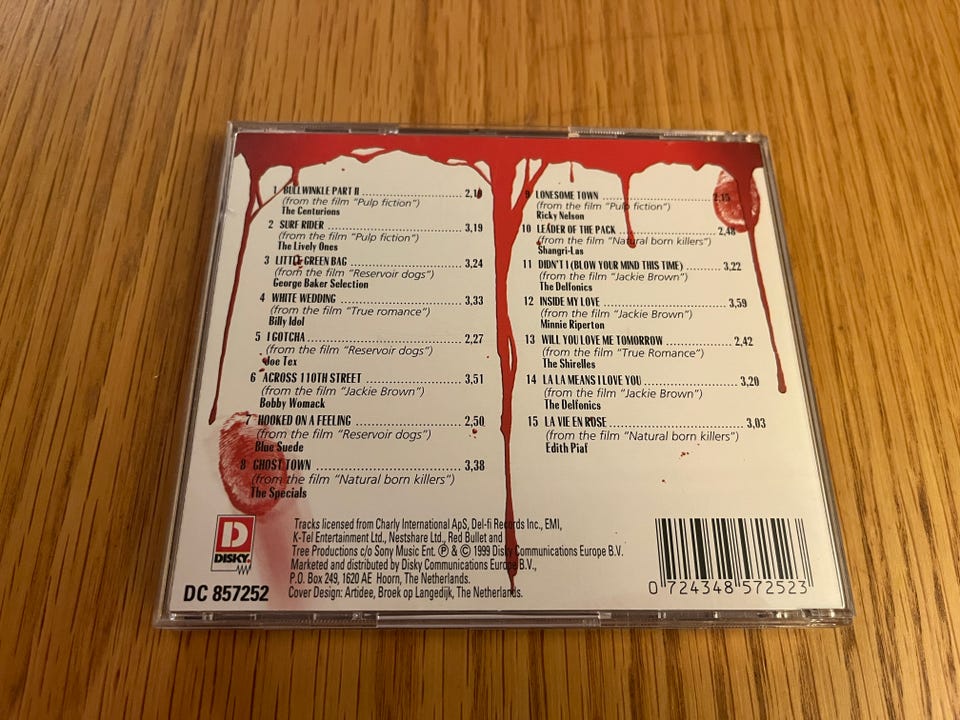 1 BULLWINKLE PART II ........ 2,19
(from the film "Pulp fiction")
The Centurions
2 SURF RIDER ........ 3,19
(from the film "Pulp fiction")
The Lively Ones
3 LITTLE GREEN BAG ........ 3,24
(from the film "Reservoir dogs")
George Baker Selection
4 WHITE WEDDING ........ 3,33
(from the film "True romance")
Billy Idol
5 I GOTCHA ........ 2,27
(from the film "Reservoir dogs")
Joe Tex
6 ACROSS 110TH STREET ........ 3,51
(from the film "Jackie Brown")
Bobby Womack
7 HOOKED ON A FEELING ........ 2,50
(from the film "Reservoir dogs")
Blue Suede
8 GHOST TOWN ........ 3,38
(from the film "Natural born killers")
The Specials
9 LONESOME TOWN ........ 2,15
(from the film "Pulp fiction")
Ricky Nelson
10 LEADER OF THE PACK ........ 2,48
(from the film "Natural born killers")
Shangri-Las
11 DIDN'T I (BLOW YOUR MIND THIS TIME) ........ 3,22
(from the film "Jackie Brown")
The Delfonics
12 INSIDE MY LOVE ........ 3,59
(from the film "Jackie Brown")
Minnie Riperton
13 WILL YOU LOVE ME TOMORROW ........ 2,42
(from the film "True Romance")
The Shirelles
14 LA LA MEANS I LOVE YOU ........ 3,20
(from the film "Jackie Brown")
The Delfonics
15 LA VIE EN ROSE ........ 3,03
(from the film "Natural born killers")
Edith Piaf
D
DISKY.
DC 857252
Tracks licensed from Charly International ApS, Del-fi Records Inc., EMI,
K-Tel Entertainment Ltd., Nestshare Ltd., Red Bullet and
Tree Productions c/o Sony Music Ent. ℗ & © 1999 Disky Communications Europe B.V.
Marketed and distributed by Disky Communications Europe B.V.,
P.O. Box 249, 1620 AE Hoorn, The Netherlands.
Cover Design: Artidee, Broek op Langedijk, The Netherlands.
0 724348 572523